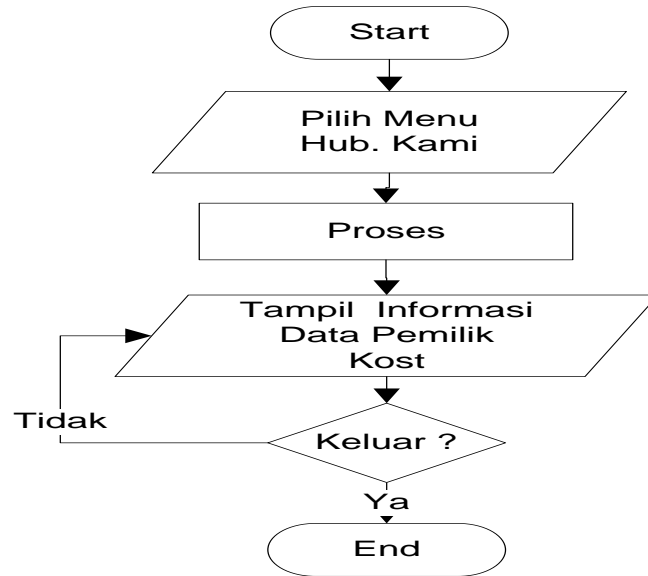 Start
Pilih Menu
Hub. Kami
Proses
Tampil Informasi
Data Pemilik
Kost
Tidak
Keluar ?
Ya
End